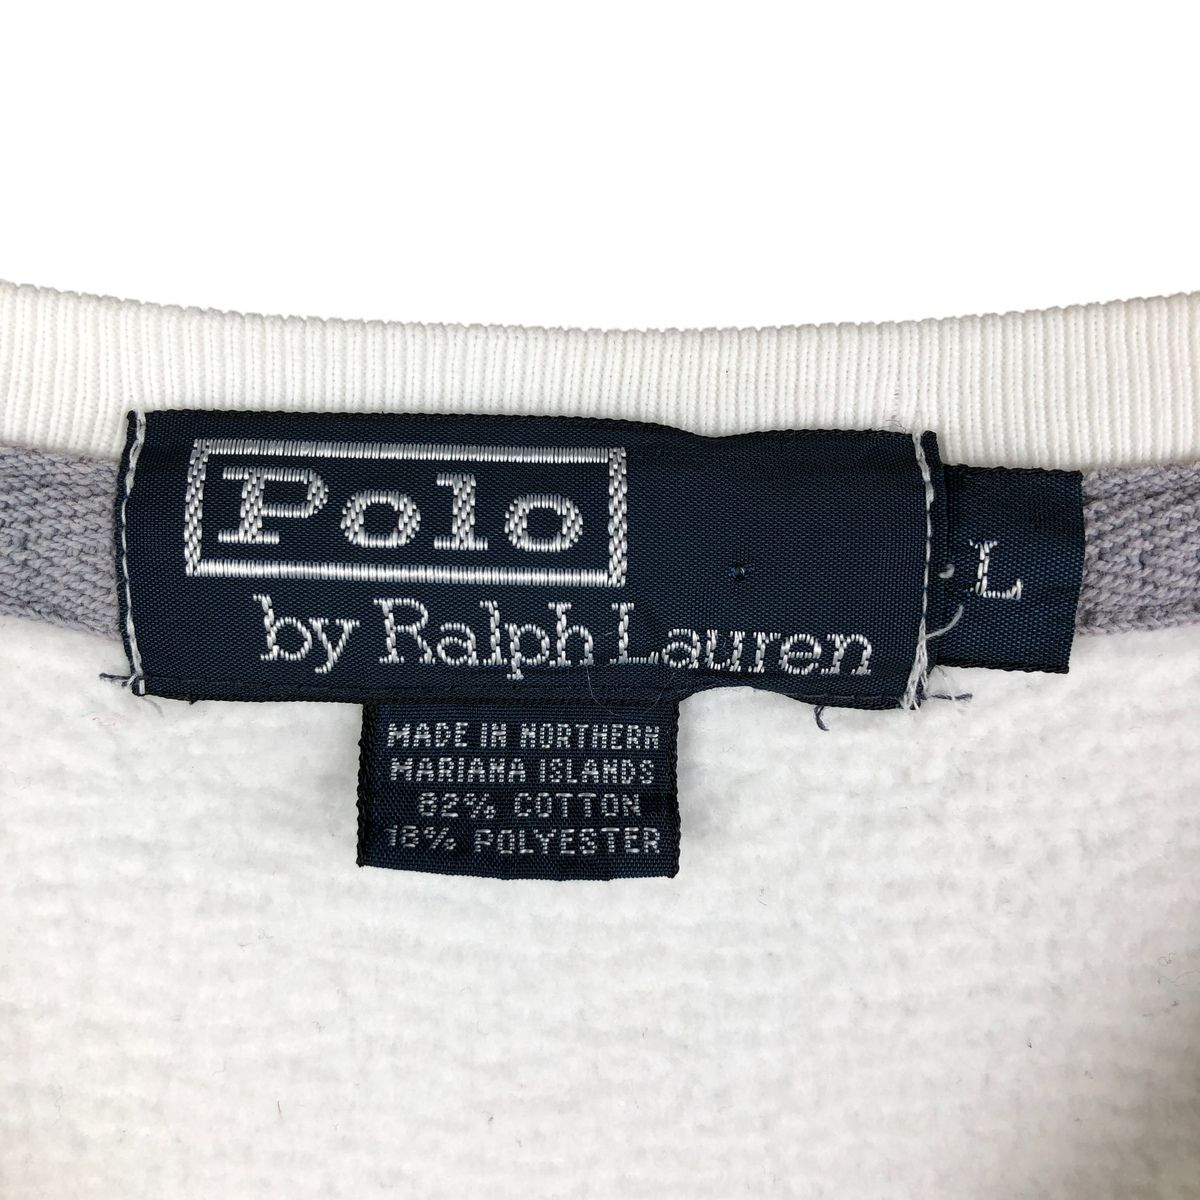 Polo
by Ralph Lauren
L
MADE IN NORTHERN
MARIANA ISLANDS
82% COTTON
18% POLYESTER